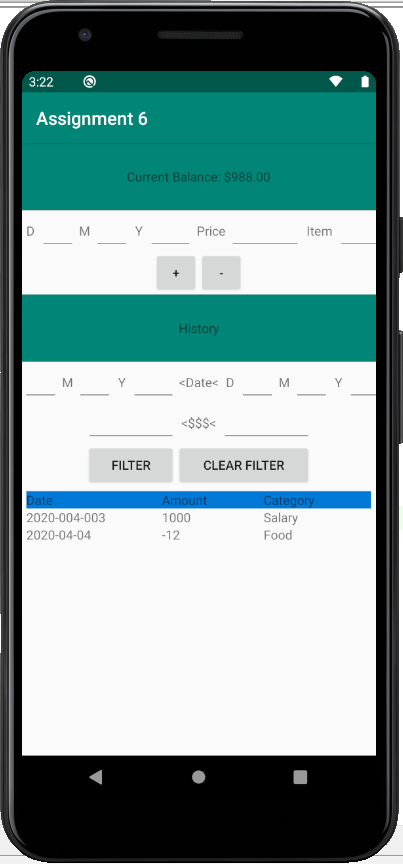 3:22
Assignment 6
Current Balance: $988.00
D M Y Price Item
+ -
History
M Y <Date< D M Y
<$$$<
FILTER CLEAR FILTER
Date Amount Category
2020-004-003 1000 Salary
2020-04-04 -12 Food